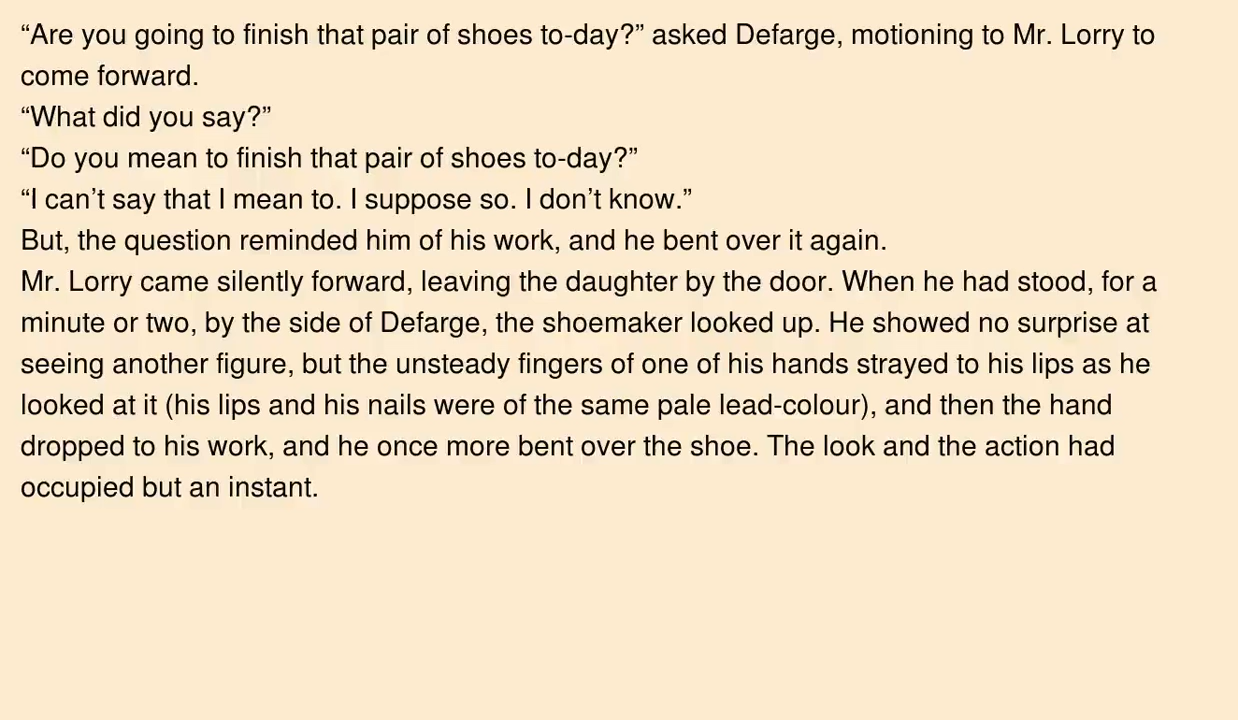 “Are you going to finish that pair of shoes to-day?” asked Defarge, motioning to Mr. Lorry to
come forward.
“What did you say?”
“Do you mean to finish that pair of shoes to-day?”
“I can’t say that I mean to. I suppose so. I don’t know.”
But, the question reminded him of his work, and he bent over it again.
Mr. Lorry came silently forward, leaving the daughter by the door. When he had stood, for a
minute or two, by the side of Defarge, the shoemaker looked up. He showed no surprise at
seeing another figure, but the unsteady fingers of one of his hands strayed to his lips as he
looked at it (his lips and his nails were of the same pale lead-colour), and then the hand
dropped to his work, and he once more bent over the shoe. The look and the action had
occupied but an instant.